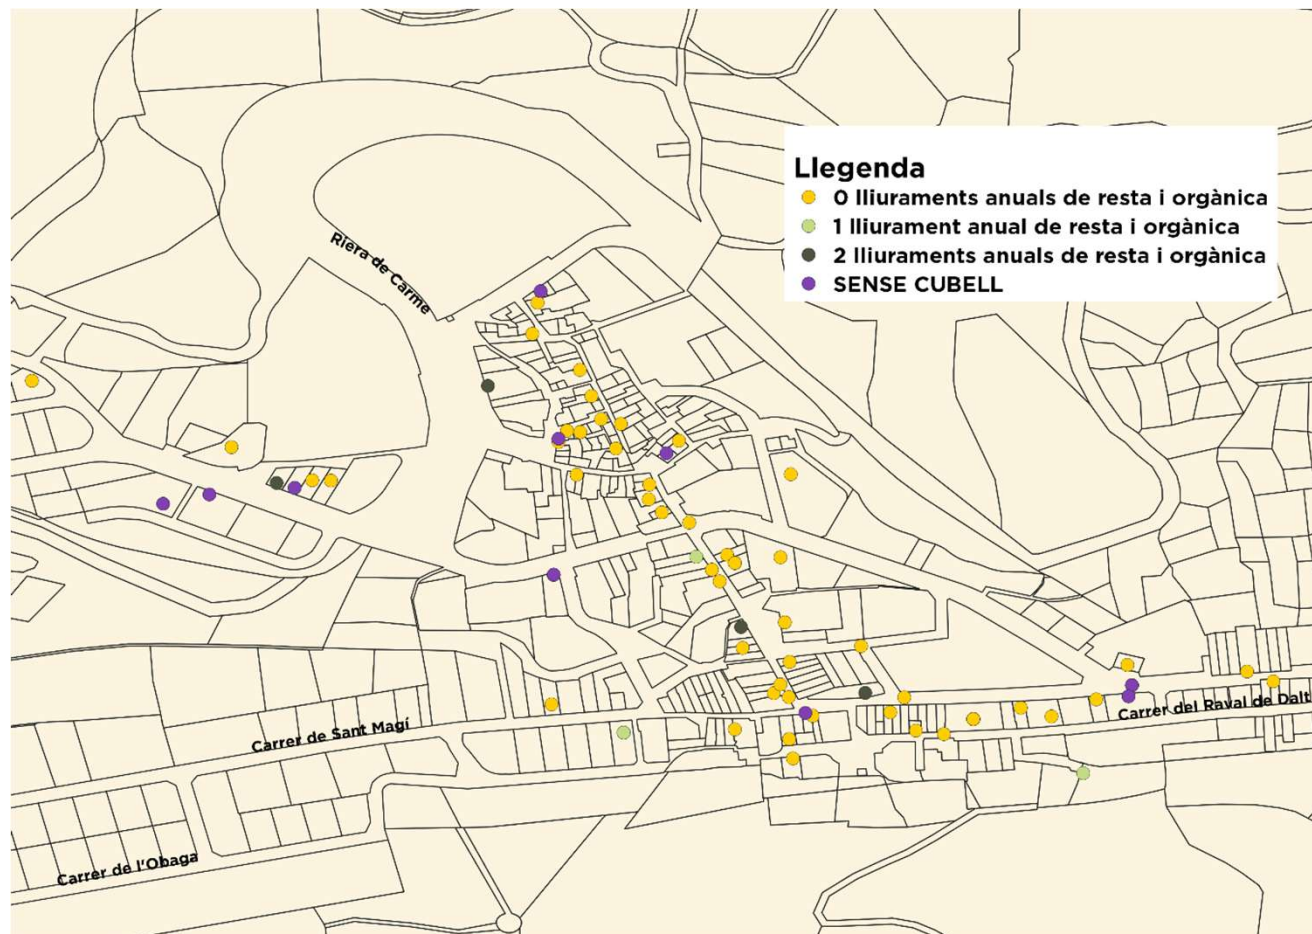 Llegenda
0 lliuraments anuals de resta i orgànica
1 lliurament anual de resta i orgànica
2 lliuraments anuals de resta i orgànica
SENSE CUBELL
Riera de Carme
Carrer del Raval de Dalt
Carrer de Sant Magí
Carrer de l'Obaga